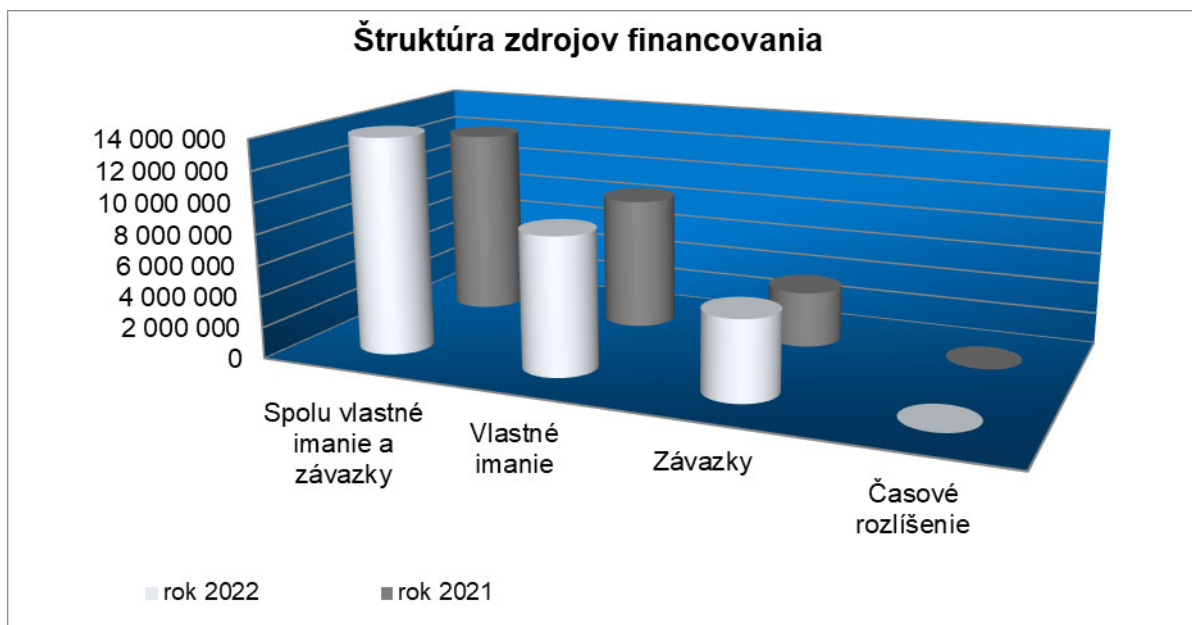 Štruktúra zdrojov financovania
14 000 000
12 000 000
10 000 000
8 000 000
6 000 000
4 000 000
2 000 000
0
Spolu vlastné
imanie a
závazky
Vlastné
imanie
Závazky
Časové
rozlíšenie
rok 2022
rok 2021